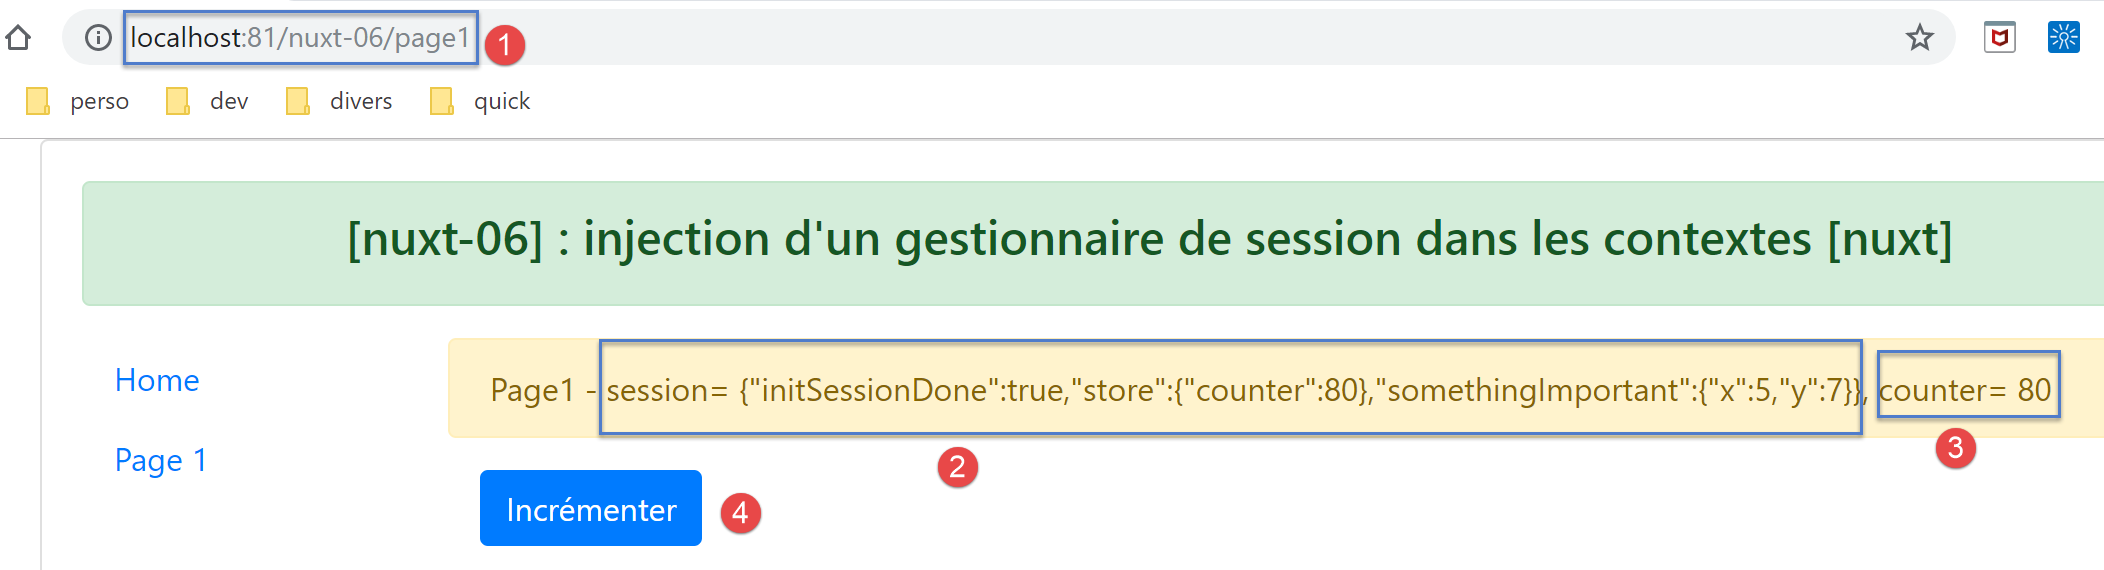 localhost:81/nuxt-06/page1 1
perso dev divers quick
[nuxt-06] : injection d'un gestionnaire de session dans les contextes [nuxt]
Home
Page1 - session= {"initSessionDone":true,"store":{"counter":80},"somethingImportant":{"x":5,"y":7}}, counter= 80
Page 1
2
3
Incrémenter 4